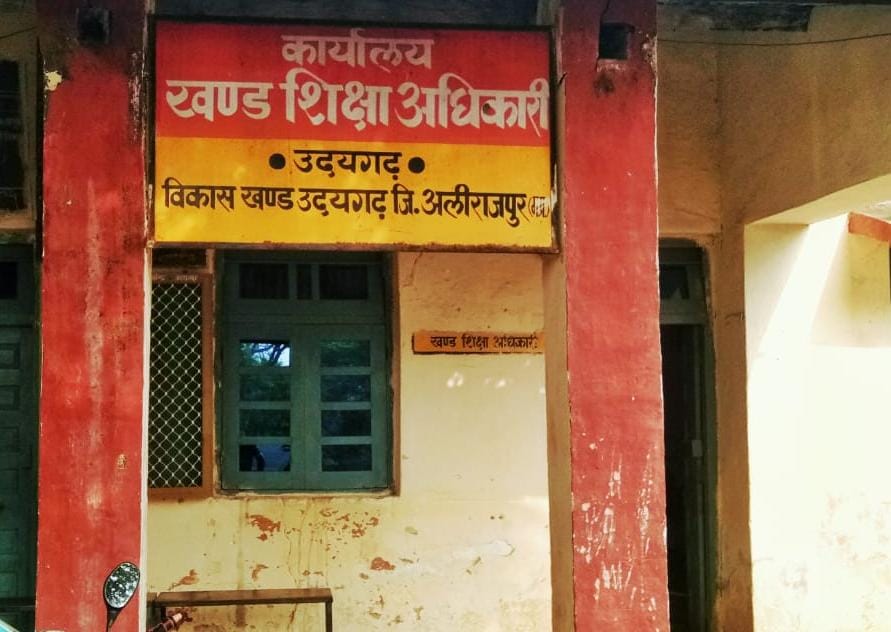 कार्यालय
खण्ड शिक्षा अधिकारी
• उदयगढ़ •
विकास खण्ड उदयगढ़ जि. अलीराजपुर (म.प्र.)
खण्ड शिक्षा अधिकारी